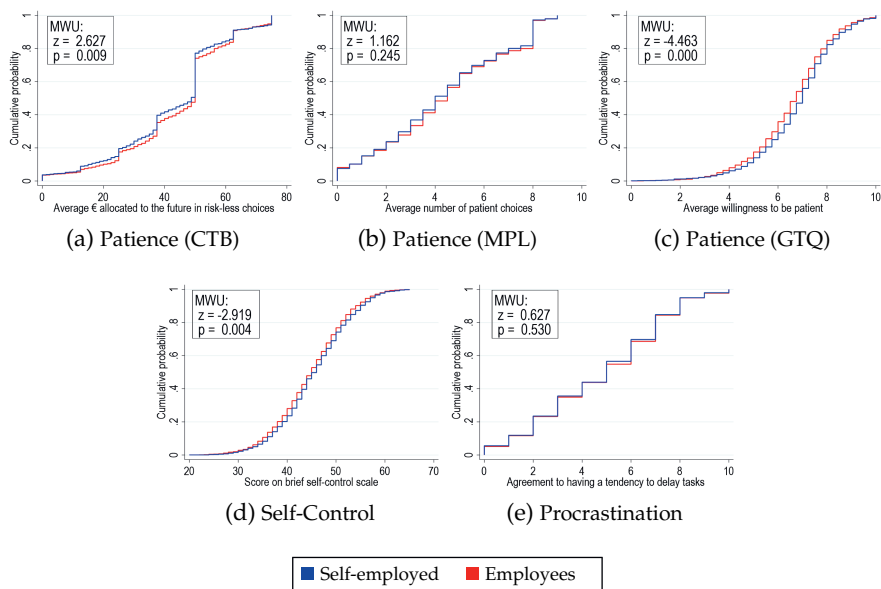 MWU:
z = 2.627
p = 0.009
Cumulative probability
0 .2 .4 .6 .8 1
0 20 40 60 80
Average € allocated to the future in risk-less choices
(a) Patience (CTB)
MWU:
z = 1.162
p = 0.245
Cumulative probability
0 .2 .4 .6 .8 1
0 2 4 6 8 10
Average number of patient choices
(b) Patience (MPL)
MWU:
z = -4.463
p = 0.000
Cumulative probability
0 .2 .4 .6 .8 1
0 2 4 6 8 10
Average willingness to be patient
(c) Patience (GTQ)
MWU:
z = -2.919
p = 0.004
Cumulative probability
0 .2 .4 .6 .8 1
20 30 40 50 60 70
Score on brief self-control scale
(d) Self-Control
MWU:
z = 0.627
p = 0.530
Cumulative probability
0 .2 .4 .6 .8 1
0 2 4 6 8 10
Agreement to having a tendency to delay tasks
(e) Procrastination
Self-employed Employees